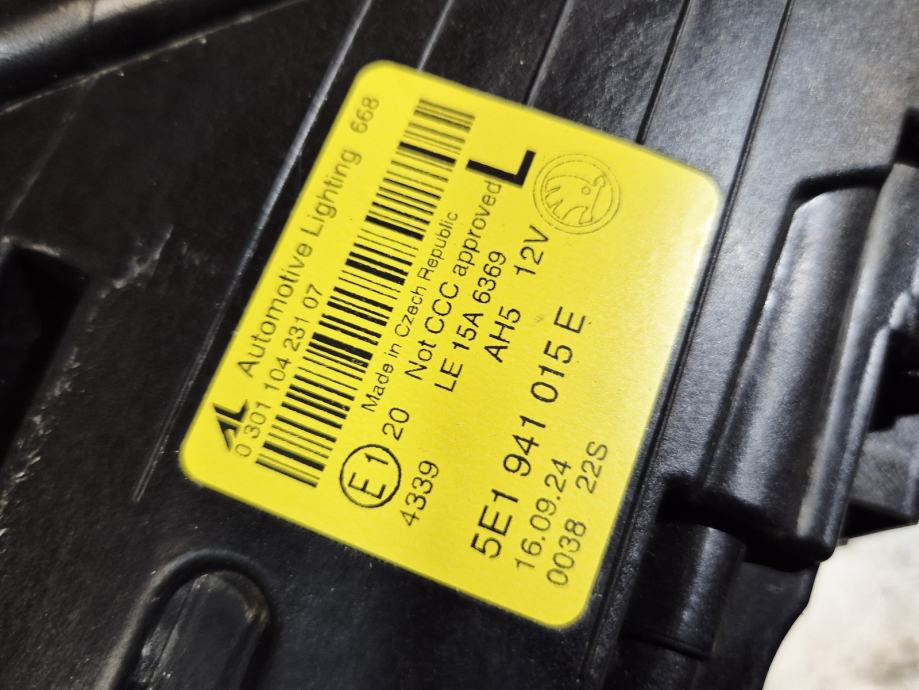 AL Automotive Lighting 668
0 301 104 231 07
Made in Czech Republic
E1 20 Not CCC approved L
4339 LE 15A 6369
AH5 12V
5E1 941 015 E
16.09.24
0038 22S